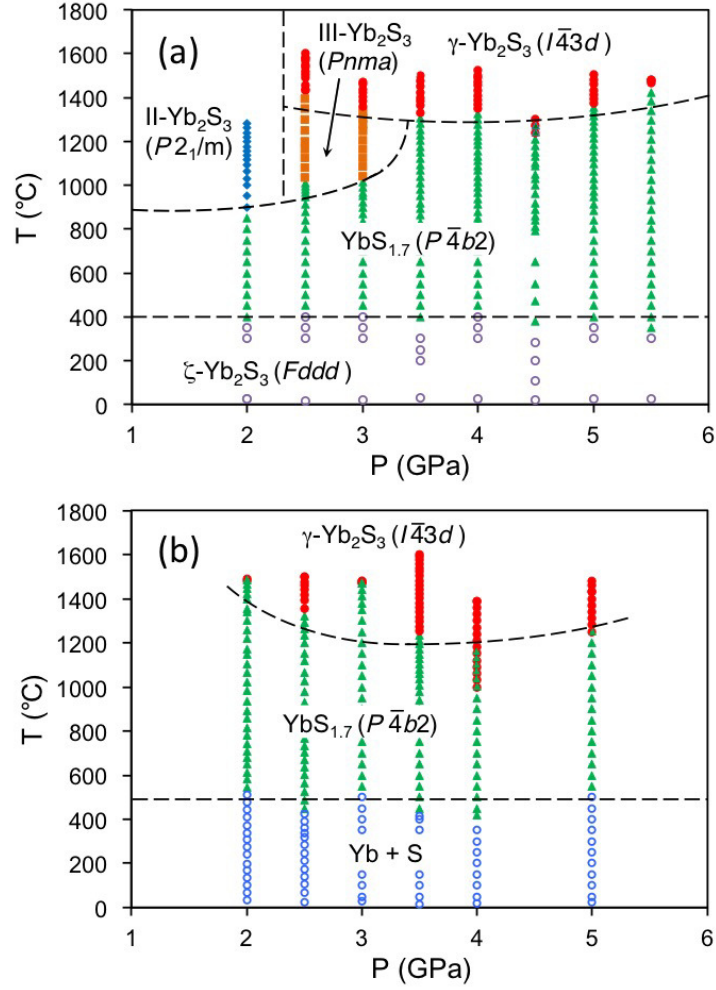 (a)
1800
1600
1400
1200
1000
800
600
400
200
0
T (°C)
III-Yb₂S₃
(Pnma)
γ-Yb₂S₃ (I4̅3d)
II-Yb₂S₃
(P2₁/m)
YbS₁.₇ (P4̅b2)
ζ-Yb₂S₃ (Fddd)
1 2 3 4 5 6
P (GPa)
(b)
1800
1600
1400
1200
1000
800
600
400
200
0
T (°C)
γ-Yb₂S₃ (I4̅3d)
YbS₁.₇ (P4̅b2)
Yb + S
1 2 3 4 5 6
P (GPa)